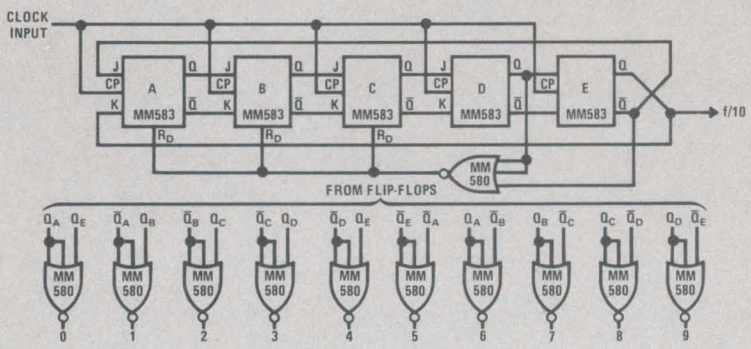 CLOCK
INPUT
J Q J Q J Q J Q J Q
A B C D E
CP CP CP CP CP
K Q̅ K Q̅ K Q̅ Q̅ Q̅
MM583 MM583 MM583 MM583 MM583
f/10
R_D R_D R_D
MM
580
FROM FLIP-FLOPS
Q_A Q_E Q̅_A Q_B Q̅_B Q_C Q̅_C Q_D Q̅_D Q_E Q̅_E Q̅_A Q_A Q̅_B Q_B Q̅_C Q_C Q̅_D Q_D Q̅_E
MM MM MM MM MM MM MM MM MM MM
580 580 580 580 580 580 580 580 580 580
0 1 2 3 4 5 6 7 8 9